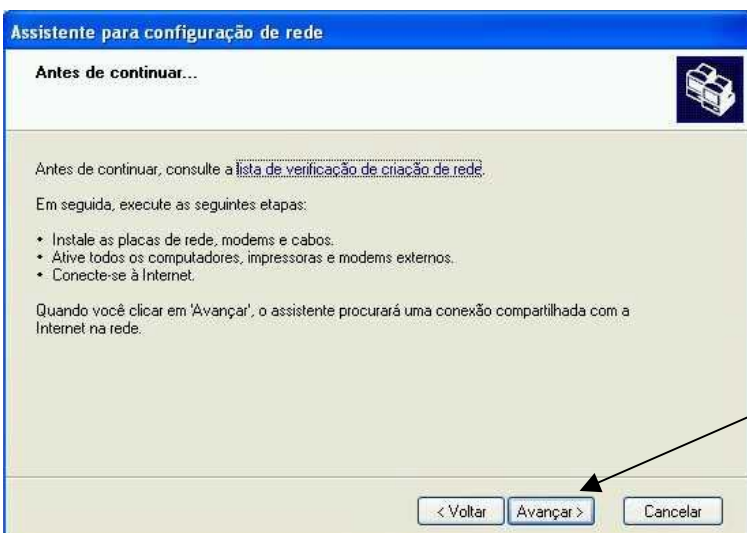 Assistente para configuração de rede
Antes de continuar...
Antes de continuar, consulte a lista de verificação de criação de rede.
Em seguida, execute as seguintes etapas:
• Instale as placas de rede, modems e cabos.
• Ative todos os computadores, impressoras e modems externos.
• Conecte-se à Internet.
Quando você clicar em 'Avançar', o assistente procurará uma conexão compartilhada com a
Internet na rede.
< Voltar Avançar > Cancelar